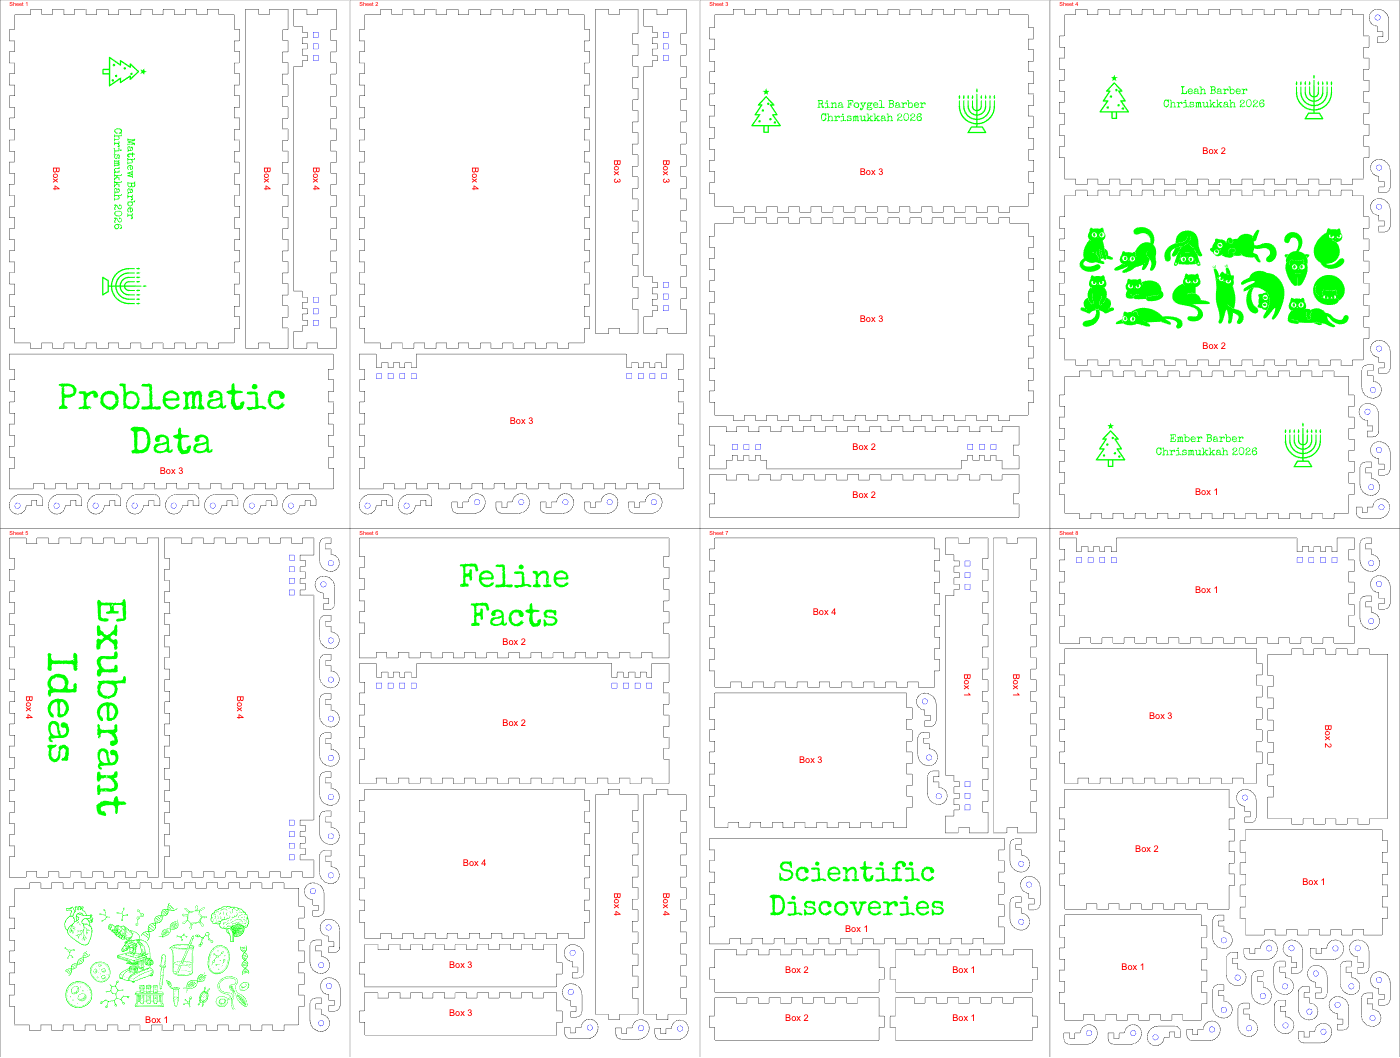 Sheet 1
Mathew Barber
Chrismukkah 2026
Box 4
Box 4
Box 4
Problematic
Data
Box 3
Sheet 2
Box 4
Box 3
Box 3
Box 3
Sheet 3
Rina Foygel Barber
Chrismukkah 2026
Box 3
Box 3
Box 2
Box 2
Sheet 4
Leah Barber
Chrismukkah 2026
Box 2
Box 2
Ember Barber
Chrismukkah 2026
Box 1
Sheet 5
Exuberant
Ideas
Box 4
Box 4
Box 1
Sheet 6
Feline
Facts
Box 2
Box 2
Box 4
Box 4
Box 4
Box 3
Box 3
Sheet 7
Box 4
Box 1
Box 1
Box 3
Scientific
Discoveries
Box 1
Box 2
Box 1
Box 2
Box 1
Sheet 8
Box 1
Box 3
Box 2
Box 2
Box 1
Box 1